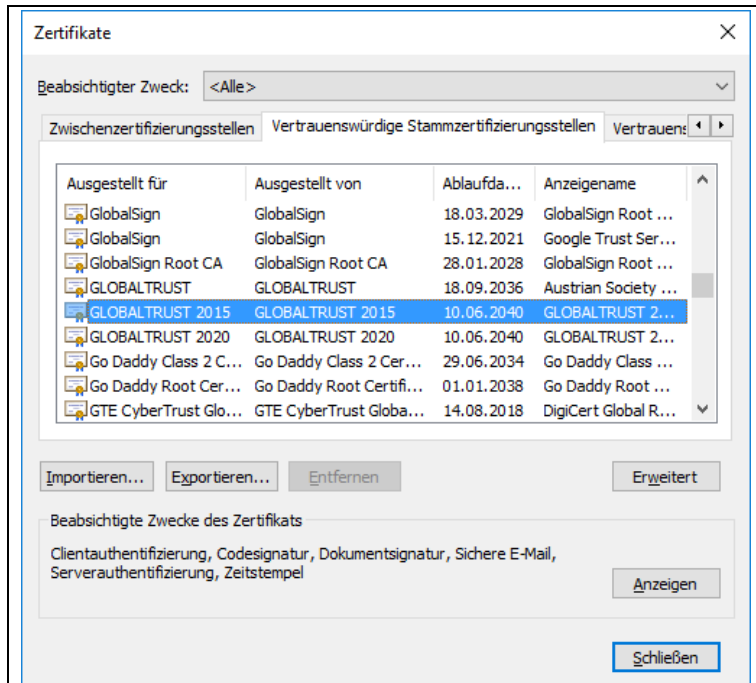 Zertifikate
Beabsichtigter Zweck: <Alle>
Zwischenzertifizierungsstellen Vertrauenswürdige Stammzertifizierungsstellen Vertrauens
Ausgestellt für Ausgestellt von Ablaufda... Anzeigename
GlobalSign GlobalSign 18.03.2029 GlobalSign Root ...
GlobalSign GlobalSign 15.12.2021 Google Trust Ser...
GlobalSign Root CA GlobalSign Root CA 28.01.2028 GlobalSign Root ...
GLOBALTRUST GLOBALTRUST 18.09.2036 Austrian Society ...
GLOBALTRUST 2015 GLOBALTRUST 2015 10.06.2040 GLOBALTRUST 2...
GLOBALTRUST 2020 GLOBALTRUST 2020 10.06.2040 GLOBALTRUST 2...
Go Daddy Class 2 C... Go Daddy Class 2 Cer... 29.06.2034 Go Daddy Class ...
Go Daddy Root Cer... Go Daddy Root Certifi... 01.01.2038 Go Daddy Root ...
GTE CyberTrust Glo... GTE CyberTrust Globa... 14.08.2018 DigiCert Global R...
Importieren... Exportieren... Entfernen Erweitert
Beabsichtigte Zwecke des Zertifikats
Clientauthentifizierung, Codesignatur, Dokumentsignatur, Sichere E-Mail,
Serverauthentifizierung, Zeitstempel
Anzeigen
Schließen